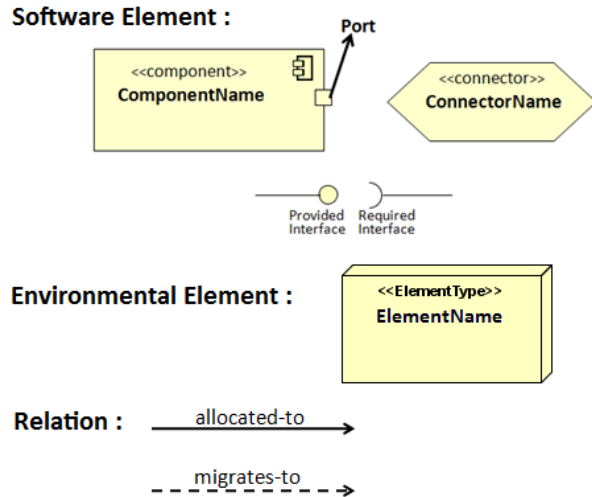 Software Element :
Port
<<component>>
ComponentName
<<connector>>
ConnectorName
Provided Interface
Required Interface
Environmental Element :
<<ElementType>>
ElementName
Relation :
allocated-to
migrates-to